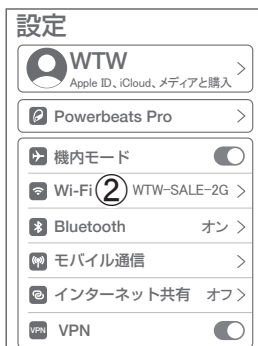 設定
WTW
Apple ID、iCloud、メディアと購入
Powerbeats Pro
機内モード
Wi-Fi ② WTW-SALE-2G
Bluetooth オン
モバイル通信
インターネット共有 オフ
VPN VPN